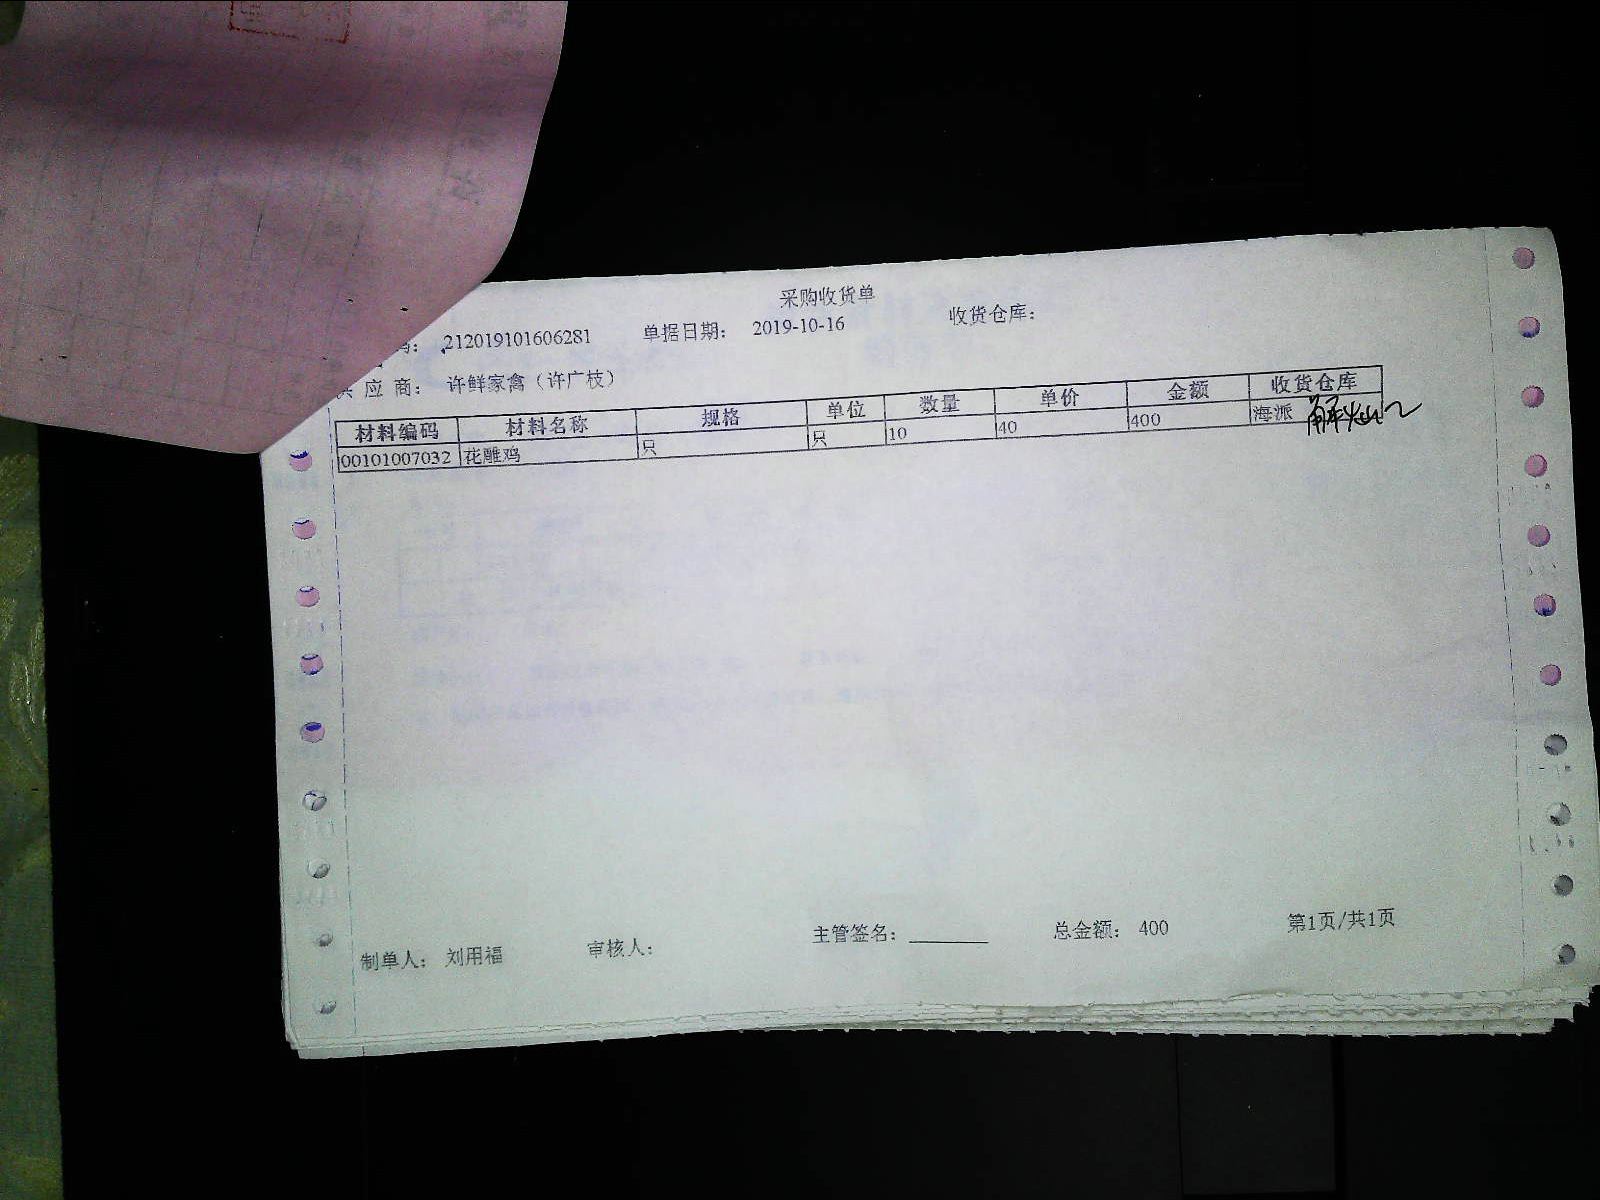 采购收货单
码： 212019101606281 单据日期： 2019-10-16 收货仓库：
供 应 商： 许鲜家禽（许广枝）
材料编码 材料名称 规格 单位 数量 单价 金额 收货仓库
00101007032 花雕鸡 只 只 10 40 400 海派
制单人： 刘用福 审核人： 主管签名： 总金额： 400 第1页/共1页